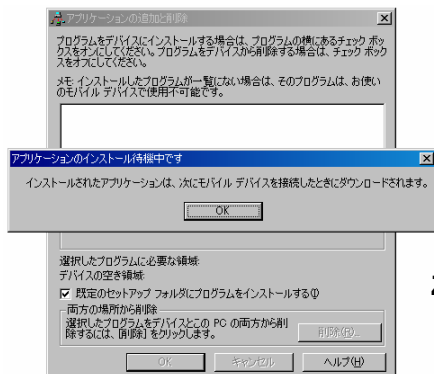 アプリケーションの追加と削除
プログラムをデバイスにインストールする場合は、プログラムの横にあるチェック ボッ
クスをオンにしてください。プログラムをデバイスから削除する場合は、チェック ボック
スをオフにしてください。
メモ: インストールしたプログラムが一覧にない場合は、そのプログラムは、お使い
のモバイル デバイスで使用不可能です。
アプリケーションのインストール待機中です
インストールされたアプリケーションは、次にモバイル デバイスを接続したときにダウンロードされます。
OK
選択したプログラムに必要な領域:
デバイスの空き領域:
既定のセットアップ フォルダにプログラムをインストールする(I)
両方の場所から削除
選択したプログラムをデバイスとこの PC の両方から削
除するには、[削除] をクリックします。
削除(R)...
OK
キャンセル
ヘルプ(H)